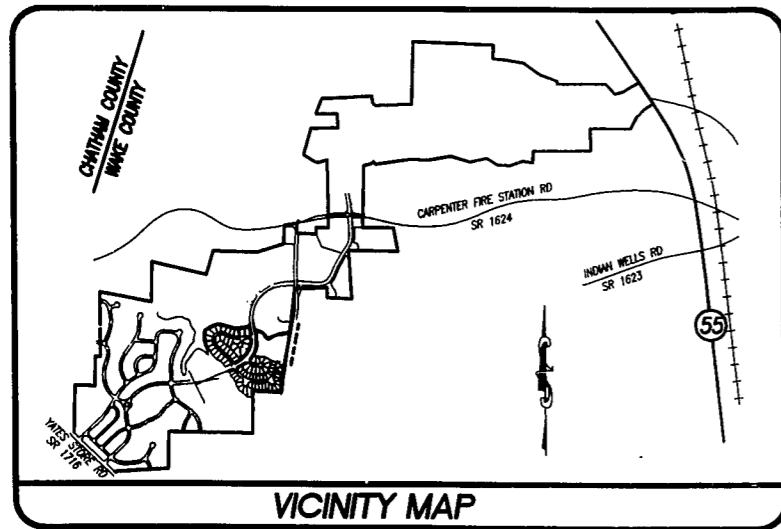 CHATHAM COUNTY
WAKE COUNTY
CARPENTER FIRE STATION RD
SR 1624
INDIAN WELLS RD
SR 1623
55
YATES STORE RD
SR 1716
VICINITY MAP